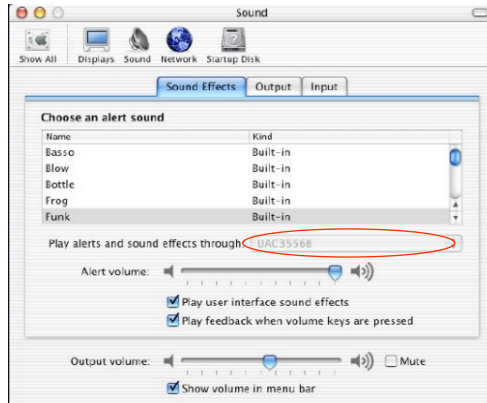 Sound
Show All Displays Sound Network Startup Disk
Sound Effects Output Input
Choose an alert sound
Name Kind
Basso Built-in
Blow Built-in
Bottle Built-in
Frog Built-in
Funk Built-in
Play alerts and sound effects through: UAC3556B
Alert volume:
Play user interface sound effects
Play feedback when volume keys are pressed
Output volume: Mute
Show volume in menu bar